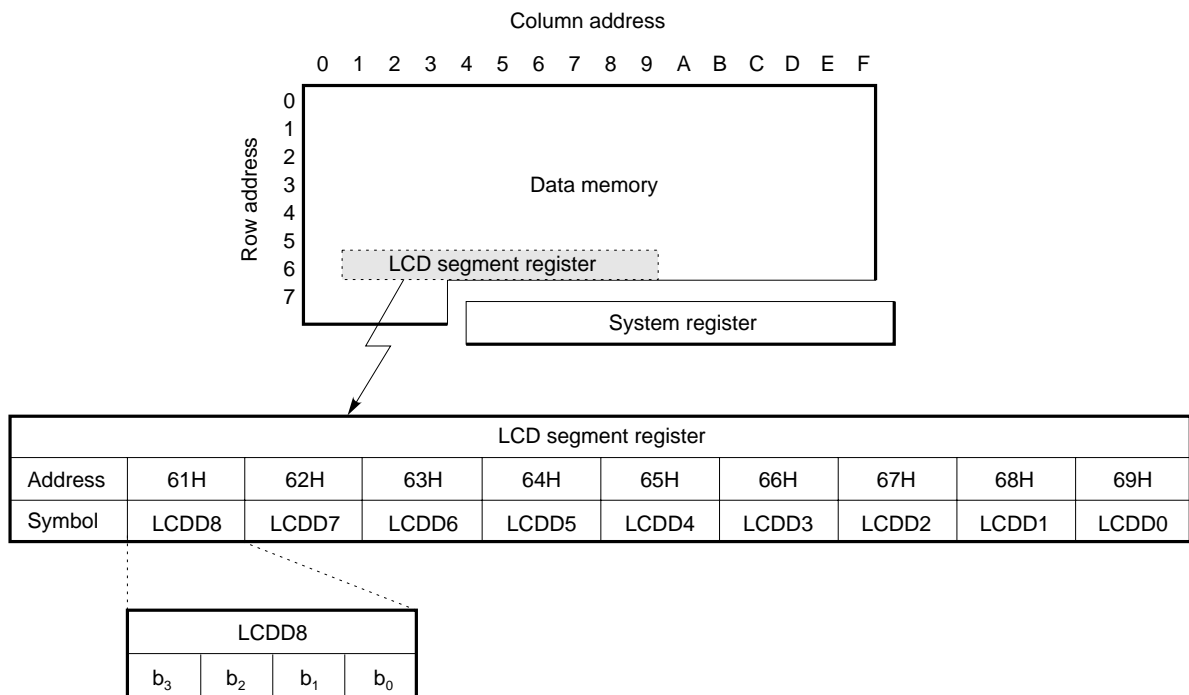 Column address
0 1 2 3 4 5 6 7 8 9 A B C D E F
Row address
0
1
2
3
4
5
6
7
Data memory
LCD segment register
System register
LCD segment register
Address 61H 62H 63H 64H 65H 66H 67H 68H 69H
Symbol LCDD8 LCDD7 LCDD6 LCDD5 LCDD4 LCDD3 LCDD2 LCDD1 LCDD0
LCDD8
b₃ b₂ b₁ b₀